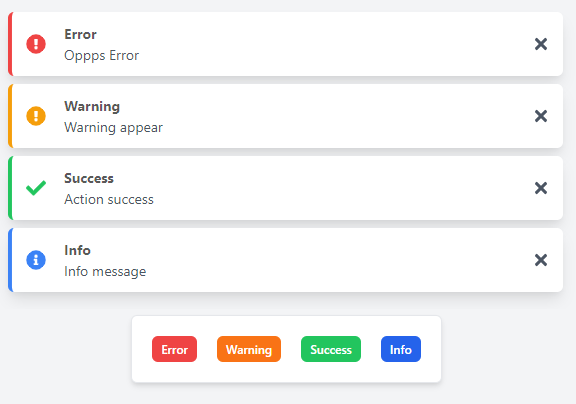 Error
Oppps Error
Warning
Warning appear
Success
Action success
Info
Info message
Error Warning Success Info